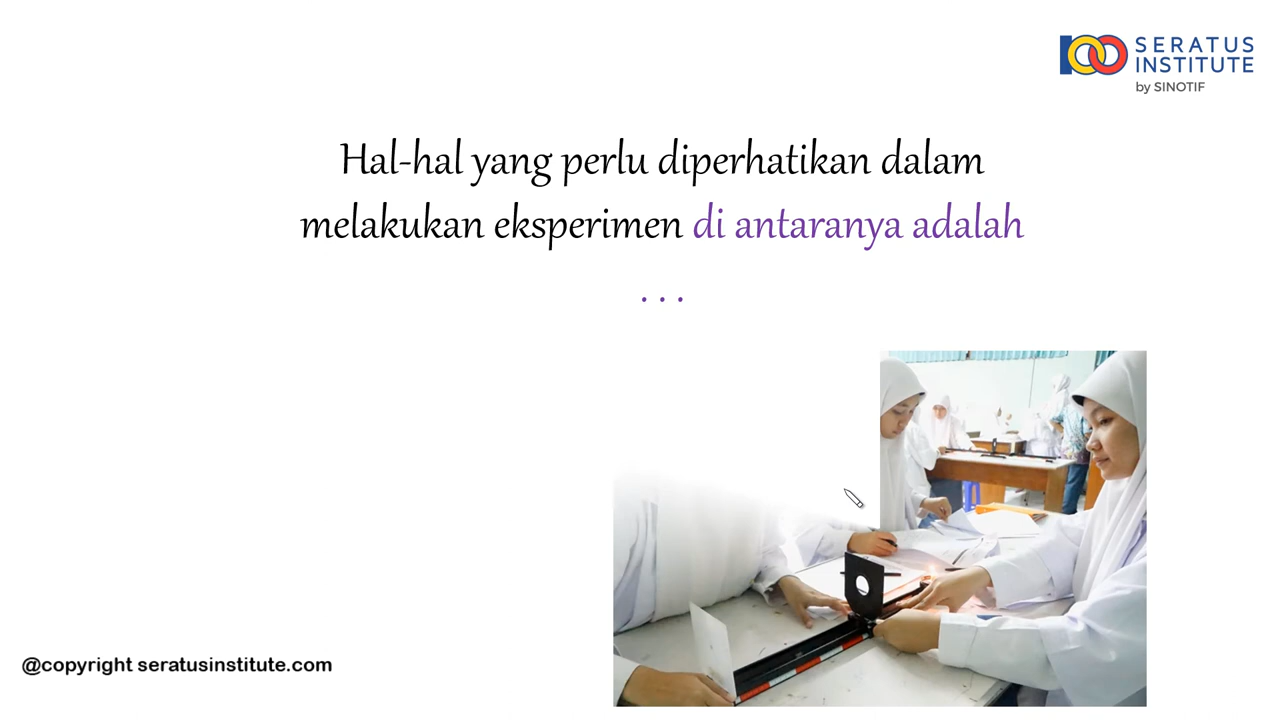 SERATUS
INSTITUTE
by SINOTIF
Hal-hal yang perlu diperhatikan dalam
melakukan eksperimen di antaranya adalah
. . .
@copyright seratusinstitute.com